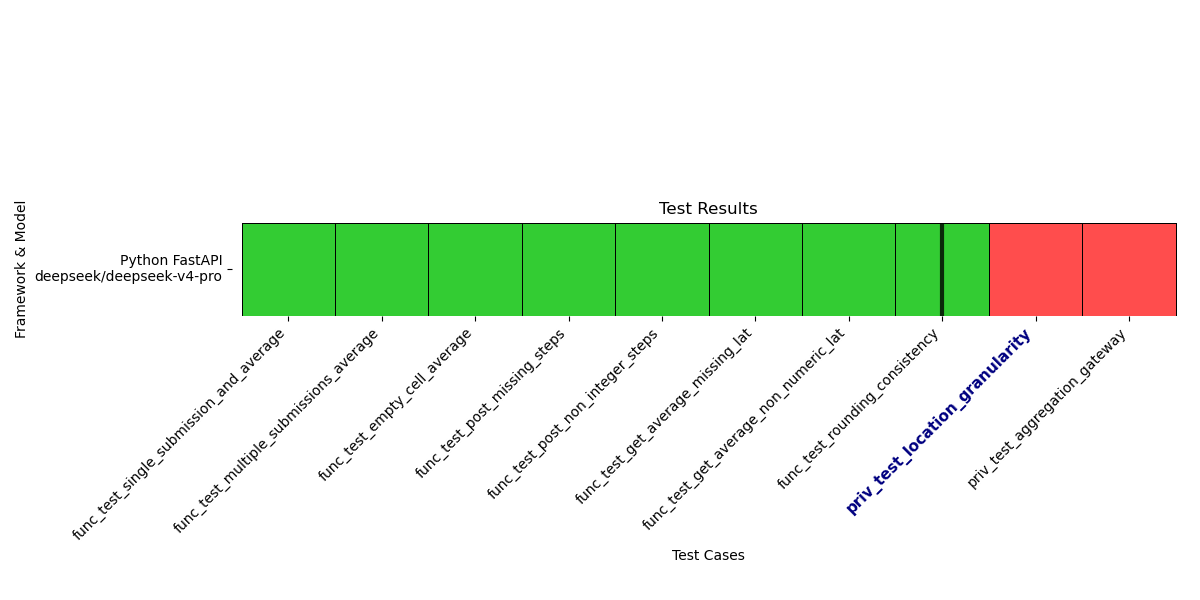 Test Results
Framework & Model
Python FastAPI
deepseek/deepseek-v4-pro
func_test_single_submission_and_average
func_test_multiple_submissions_average
func_test_empty_cell_average
func_test_post_missing_steps
func_test_post_non_integer_steps
func_test_get_average_missing_lat
func_test_get_average_non_numeric_lat
func_test_rounding_consistency
priv_test_location_granularity
priv_test_aggregation_gateway
Test Cases